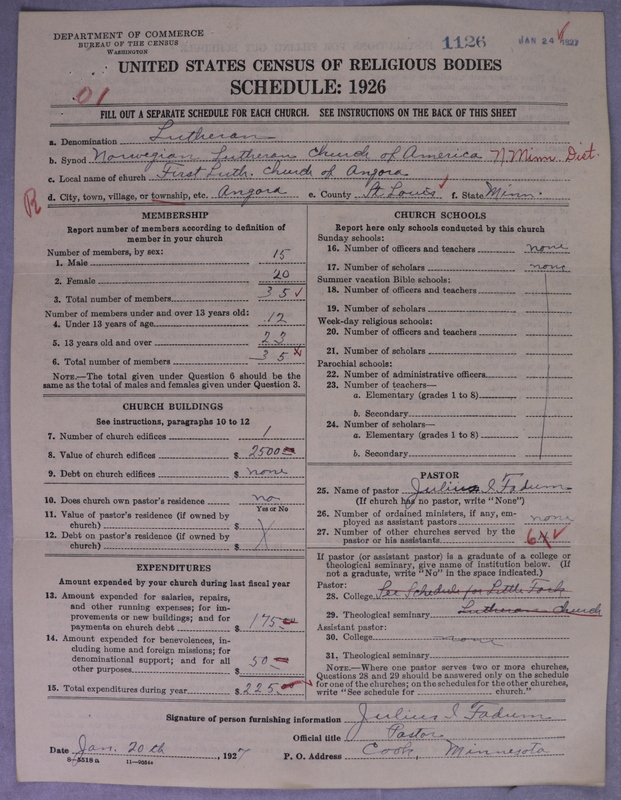 DEPARTMENT OF COMMERCE
BUREAU OF THE CENSUS
WASHINGTON
1126
JAN 24 1927
UNITED STATES CENSUS OF RELIGIOUS BODIES
SCHEDULE: 1926
01
FILL OUT A SEPARATE SCHEDULE FOR EACH CHURCH. SEE INSTRUCTIONS ON THE BACK OF THIS SHEET
a. Denomination Lutheran
b. Synod Norwegian Lutheran Church of America N. Minn. Dist.
c. Local name of church First Luth. Church of Angora
R
d. City, town, village, or township, etc. Angora e. County St Louis f. State Minn.
MEMBERSHIP
Report number of members according to definition of
member in your church
Number of members, by sex:
1. Male 15
2. Female 20
3. Total number of members 35
Number of members under and over 13 years old:
4. Under 13 years of age 12
5. 13 years old and over 23
6. Total number of members 35
NOTE.—The total given under Question 6 should be the
same as the total of males and females given under Question 3.
CHURCH BUILDINGS
See instructions, paragraphs 10 to 12
7. Number of church edifices 1
8. Value of church edifices $ 2500
9. Debt on church edifices $ none
10. Does church own pastor's residence no
Yes or No
11. Value of pastor's residence (if owned by
church) $
12. Debt on pastor's residence (if owned by
church) $
EXPENDITURES
Amount expended by your church during last fiscal year
13. Amount expended for salaries, repairs,
and other running expenses; for im-
provements or new buildings; and for
payments on church debt $ 175
14. Amount expended for benevolences, in-
cluding home and foreign missions; for
denominational support; and for all
other purposes $ 50
15. Total expenditures during year $ 225
CHURCH SCHOOLS
Report here only schools conducted by this church
Sunday schools:
16. Number of officers and teachers none
17. Number of scholars none
Summer vacation Bible schools:
18. Number of officers and teachers
19. Number of scholars
Week-day religious schools:
20. Number of officers and teachers
21. Number of scholars
Parochial schools:
22. Number of administrative officers
23. Number of teachers—
a. Elementary (grades 1 to 8)
b. Secondary
24. Number of scholars—
a. Elementary (grades 1 to 8)
b. Secondary
PASTOR
25. Name of pastor Julius I Fadum
(If church has no pastor, write "None")
26. Number of ordained ministers, if any, em-
ployed as assistant pastors none
27. Number of other churches served by the
pastor or his assistants 6
If pastor (or assistant pastor) is a graduate of a college or
theological seminary, give name of institution below. (If
not a graduate, write "No" in the space indicated.)
Pastor:
28. College See Schedule for Little Fork
29. Theological seminary Lutheran Church
Assistant pastor:
30. College none
31. Theological seminary
NOTE.—Where one pastor serves two or more churches,
Questions 28 and 29 should be answered only on the schedule
for one of the churches; on the schedules for the other churches,
write "See schedule for church."
Signature of person furnishing information Julius I Fadum
Official title Pastor
Date Jan. 20th, 1927 P. O. Address Cook, Minnesota
8-5518a 11-9354